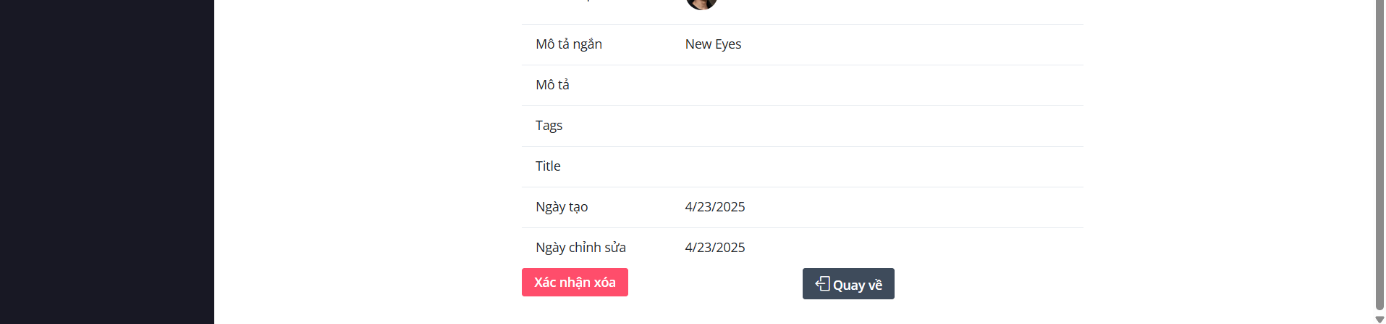 Mô tả ngắn New Eyes
Mô tả
Tags
Title
Ngày tạo 4/23/2025
Ngày chỉnh sửa 4/23/2025
Xác nhận xóa Quay về